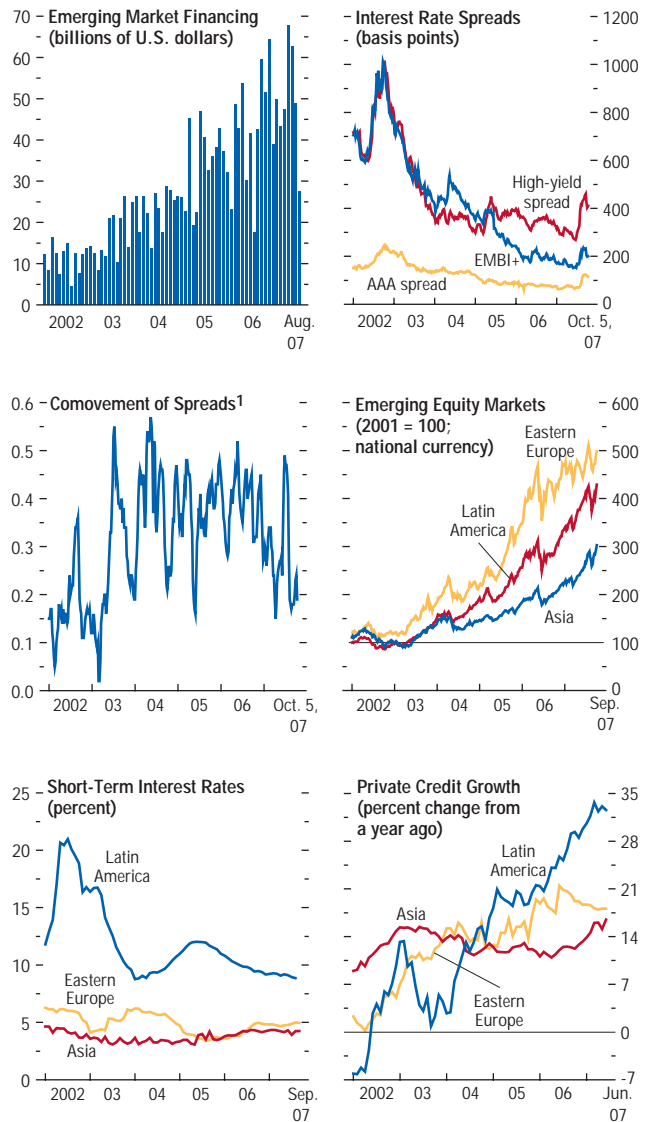 Emerging Market Financing
(billions of U.S. dollars)
70
60
50
40
30
20
10
0
2002 03 04 05 06 Aug.
07
Interest Rate Spreads
(basis points)
1200
1000
800
600
400
200
0
High-yield
spread
EMBI+
AAA spread
2002 03 04 05 06 Oct. 5,
07
Comovement of Spreads1
0.6
0.5
0.4
0.3
0.2
0.1
0.0
2002 03 04 05 06 Oct. 5,
07
Emerging Equity Markets
(2001 = 100;
national currency)
600
500
400
300
200
100
0
Eastern
Europe
Latin
America
Asia
2002 03 04 05 06 Sep.
07
Short-Term Interest Rates
(percent)
25
20
15
10
5
0
Latin
America
Eastern
Europe
Asia
2002 03 04 05 06 Sep.
07
Private Credit Growth
(percent change from
a year ago)
35
28
21
14
7
0
-7
Latin
America
Asia
Eastern
Europe
2002 03 04 05 06 Jun.
07